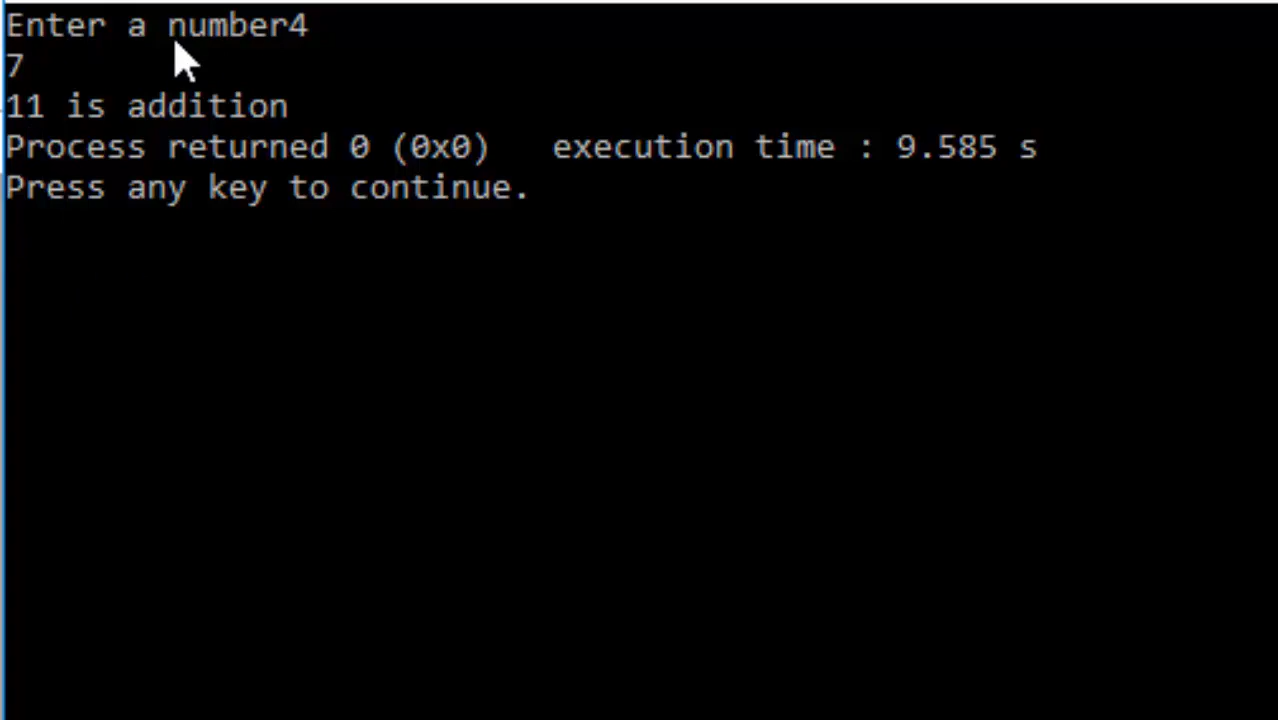 Enter a number4
7
11 is addition
Process returned 0 (0x0)   execution time : 9.585 s
Press any key to continue.